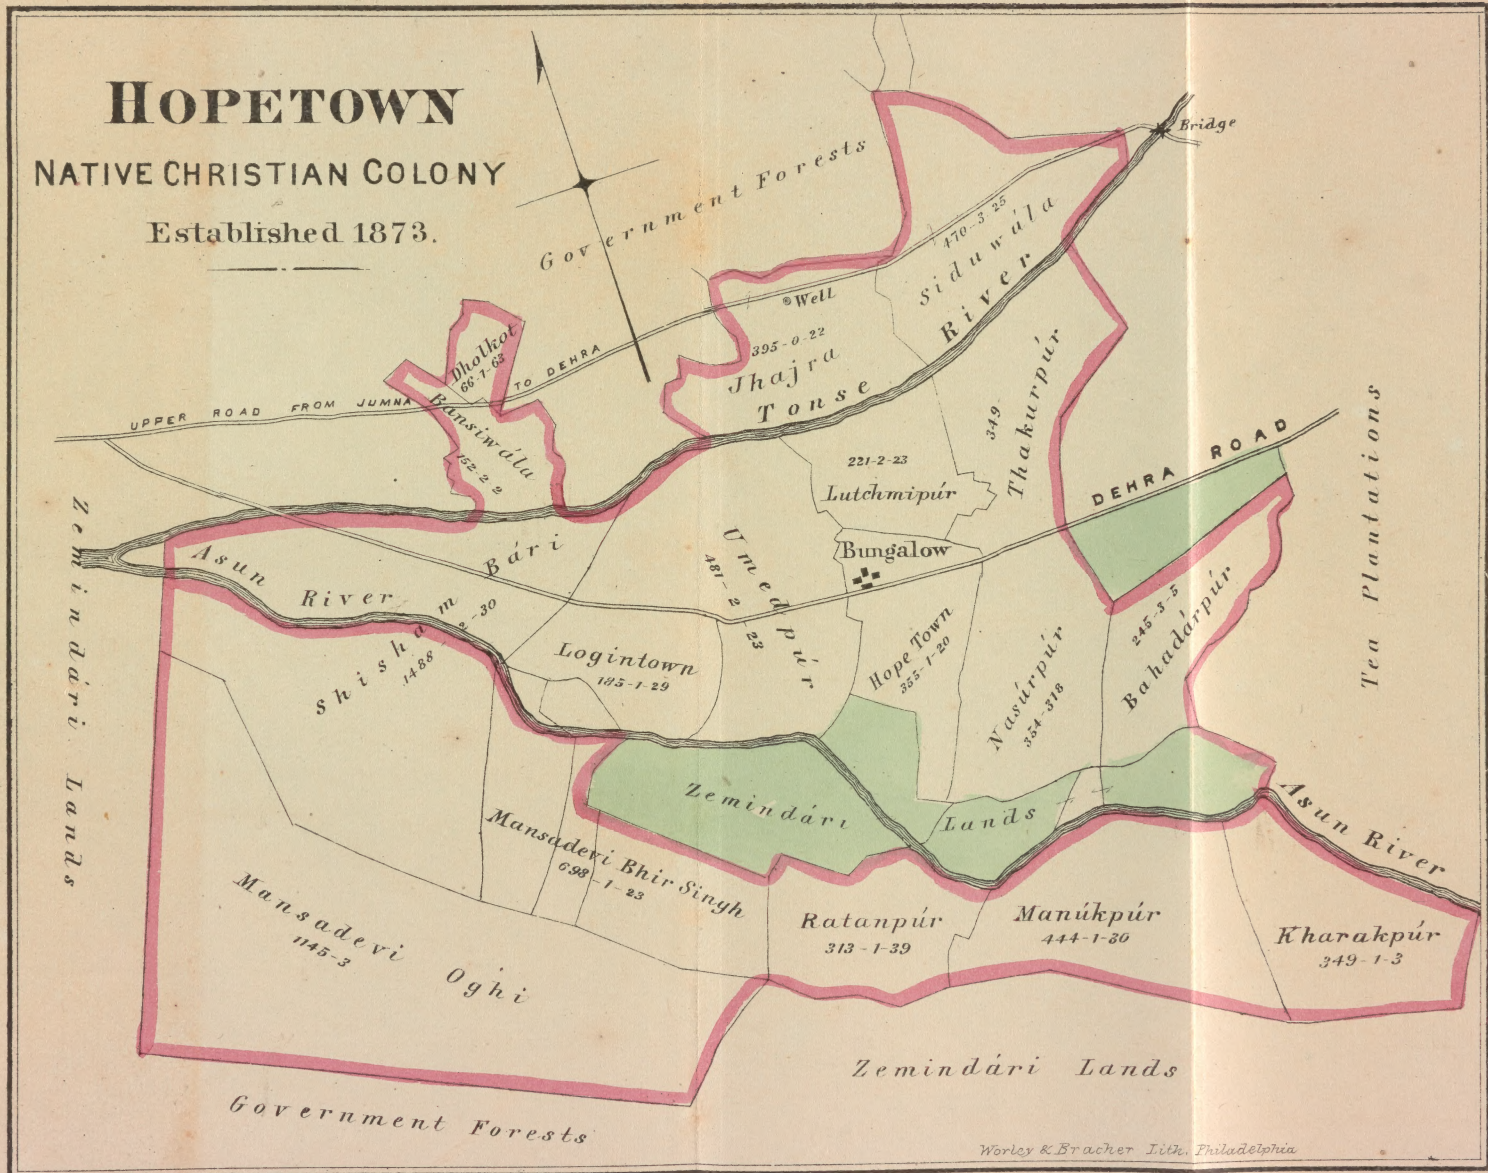 HOPETOWN
NATIVE CHRISTIAN COLONY
Established 1873.
Government Forests
Bridge
470-3-25
Siduwála
Well
395-0-22
Jhajra
Tonse River
Dholkot
66-1-63
UPPER ROAD FROM JUMNA TO DEHRA
Bansiwála
152-2-2
349-
Thakurpúr
221-2-23
Lutchmipúr
DEHRA ROAD
Tea Plantations
Zemindári Lands
Asun River
Shisham Bári
1488-2-30
Umedpúr
481-2-23
Bungalow
Logintown
185-1-29
Hope Town
355-1-20
Nasúrpúr
354-318
245-3-5
Bahadárpúr
Zemindári Lands
Asun River
Mansadevi Bhir Singh
698-1-23
Mansadevi Oghi
1145-3
Ratanpúr
313-1-39
Manúkpúr
444-1-30
Kharakpúr
349-1-3
Zemindári Lands
Government Forests
Worley & Bracher Lith. Philadelphia